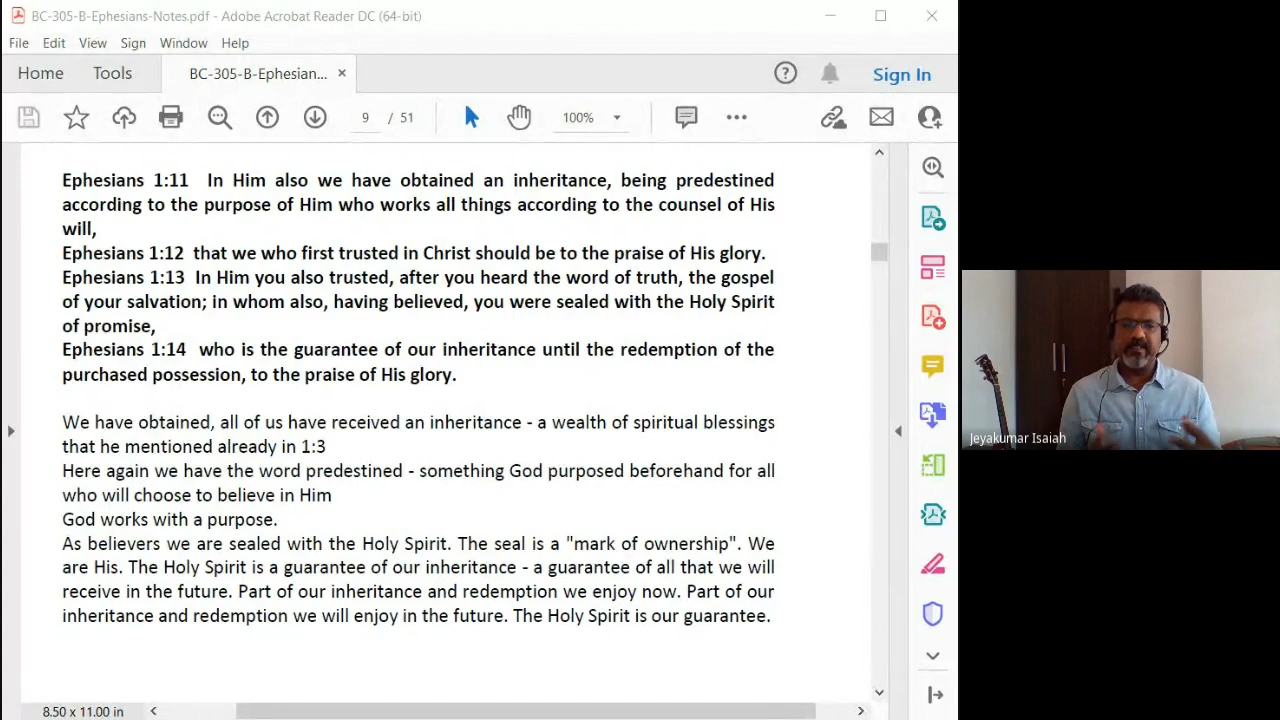 BC-305-B-Ephesians-Notes.pdf - Adobe Acrobat Reader DC (64-bit)
File Edit View Sign Window Help
Home Tools BC-305-B-Ephesian... × Sign In
9 / 51 100%
Ephesians 1:11 In Him also we have obtained an inheritance, being predestined
according to the purpose of Him who works all things according to the counsel of His
will,
Ephesians 1:12 that we who first trusted in Christ should be to the praise of His glory.
Ephesians 1:13 In Him you also trusted, after you heard the word of truth, the gospel
of your salvation; in whom also, having believed, you were sealed with the Holy Spirit
of promise,
Ephesians 1:14 who is the guarantee of our inheritance until the redemption of the
purchased possession, to the praise of His glory.
We have obtained, all of us have received an inheritance - a wealth of spiritual blessings
that he mentioned already in 1:3
Here again we have the word predestined - something God purposed beforehand for all
who will choose to believe in Him
God works with a purpose.
As believers we are sealed with the Holy Spirit. The seal is a "mark of ownership". We
are His. The Holy Spirit is a guarantee of our inheritance - a guarantee of all that we will
receive in the future. Part of our inheritance and redemption we enjoy now. Part of our
inheritance and redemption we will enjoy in the future. The Holy Spirit is our guarantee.
8.50 x 11.00 in
Jeyakumar Isaiah